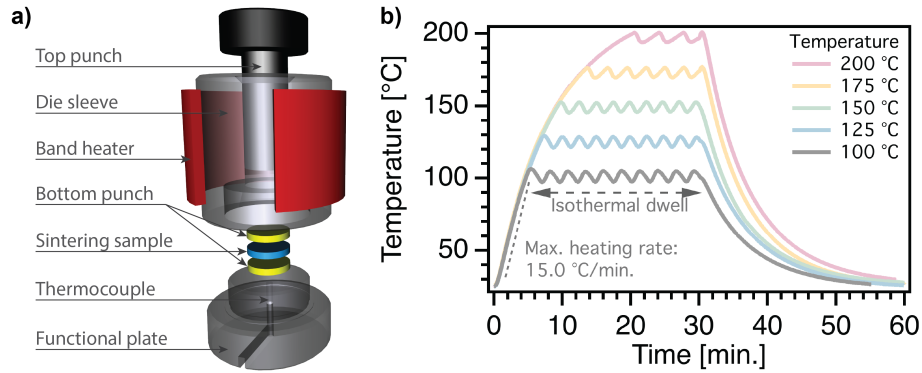 a)
Top punch
Die sleeve
Band heater
Bottom punch
Sintering sample
Thermocouple
Functional plate
b)
Temperature [°C]
200
150
100
50
Temperature
200 °C
175 °C
150 °C
125 °C
100 °C
Isothermal dwell
Max. heating rate:
15.0 °C/min.
0
10
20
30
40
50
60
Time [min.]